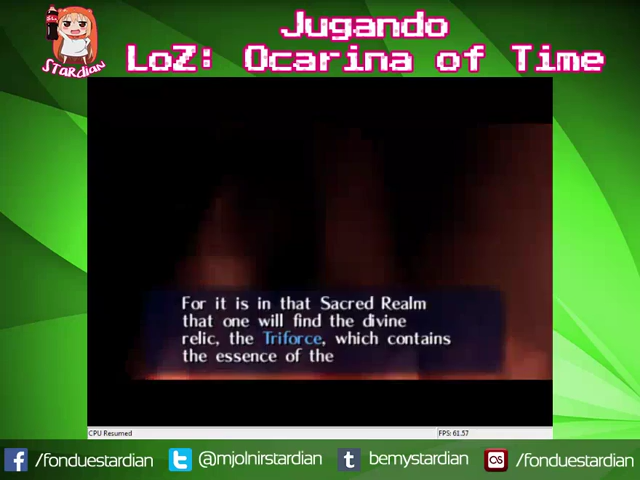 Jugando
LoZ: Ocarina of Time
STARdian
For it is in that Sacred Realm
that one will find the divine
relic, the Triforce, which contains
the essence of the
CPU Resumed
FPS: 61.57
/fonduestardian
@mjolnirstardian
bemystardian
/fonduestardian